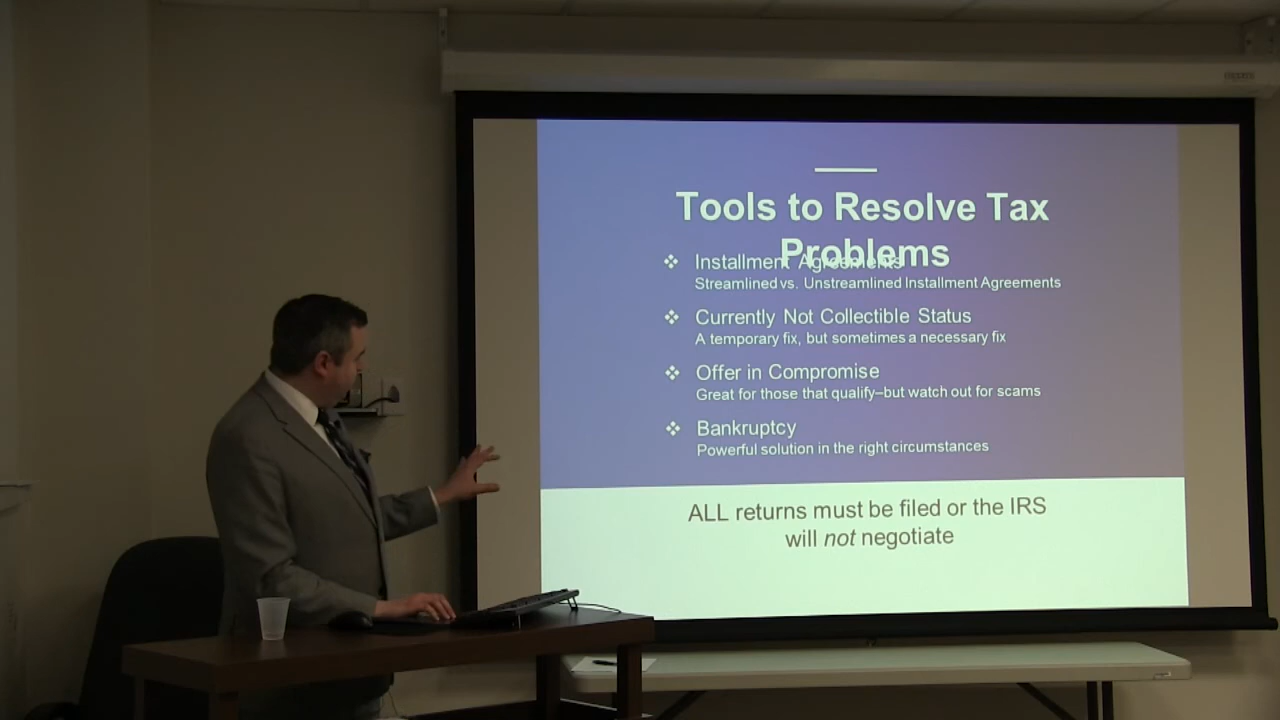 Tools to Resolve Tax
Problems
❖ Installment Agreements
Streamlined vs. Unstreamlined Installment Agreements
❖ Currently Not Collectible Status
A temporary fix, but sometimes a necessary fix
❖ Offer in Compromise
Great for those that qualify–but watch out for scams
❖ Bankruptcy
Powerful solution in the right circumstances
ALL returns must be filed or the IRS
will not negotiate